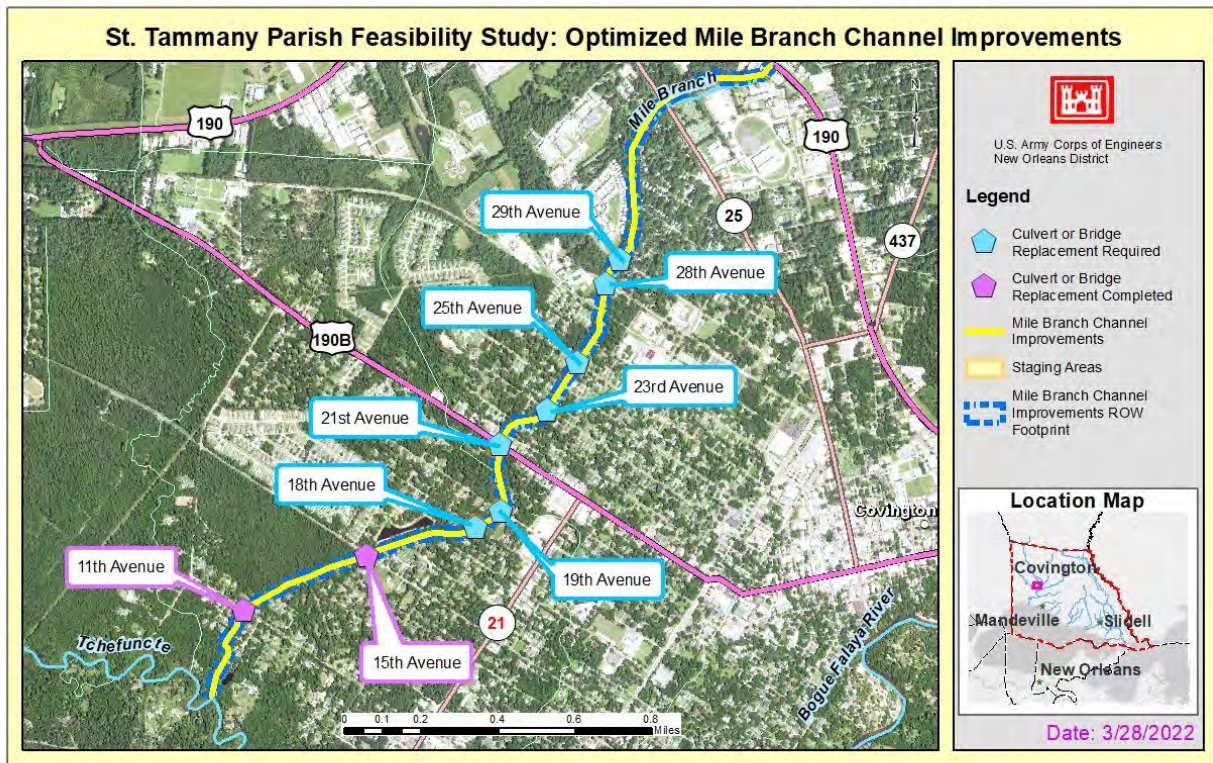 St. Tammany Parish Feasibility Study: Optimized Mile Branch Channel Improvements
Mile Branch
N
190
190
29th Avenue
25
437
28th Avenue
25th Avenue
190B
23rd Avenue
21st Avenue
18th Avenue
Covington
11th Avenue
19th Avenue
Tchefuncte
15th Avenue
21
Bogue Falaya River
0 0.1 0.2 0.4 0.6 0.8
Miles
U.S. Army Corps of Engineers
New Orleans District
Legend
Culvert or Bridge
Replacement Required
Culvert or Bridge
Replacement Completed
Mile Branch Channel
Improvements
Staging Areas
Mile Branch Channel
Improvements ROW
Footprint
Location Map
Covington
Mandeville
Slidell
New Orleans
Date: 3/28/2022